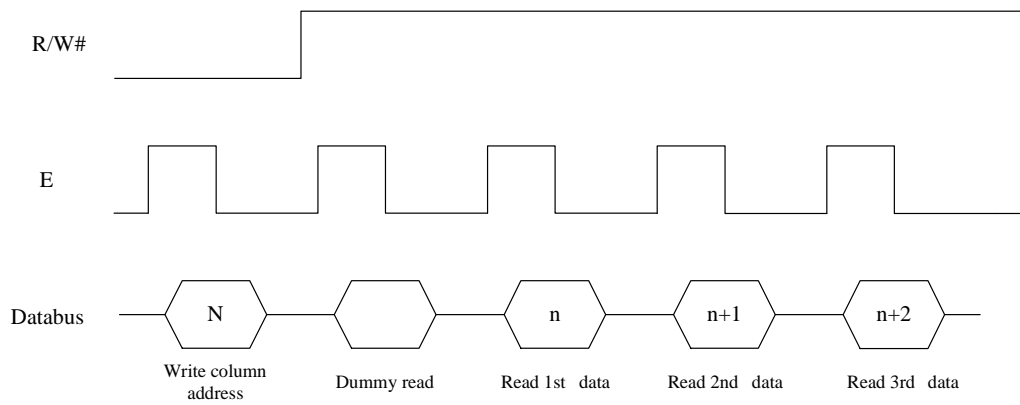 R/W#
E
Databus
N
n
n+1
n+2
Write column
address
Dummy read
Read 1st data
Read 2nd data
Read 3rd data